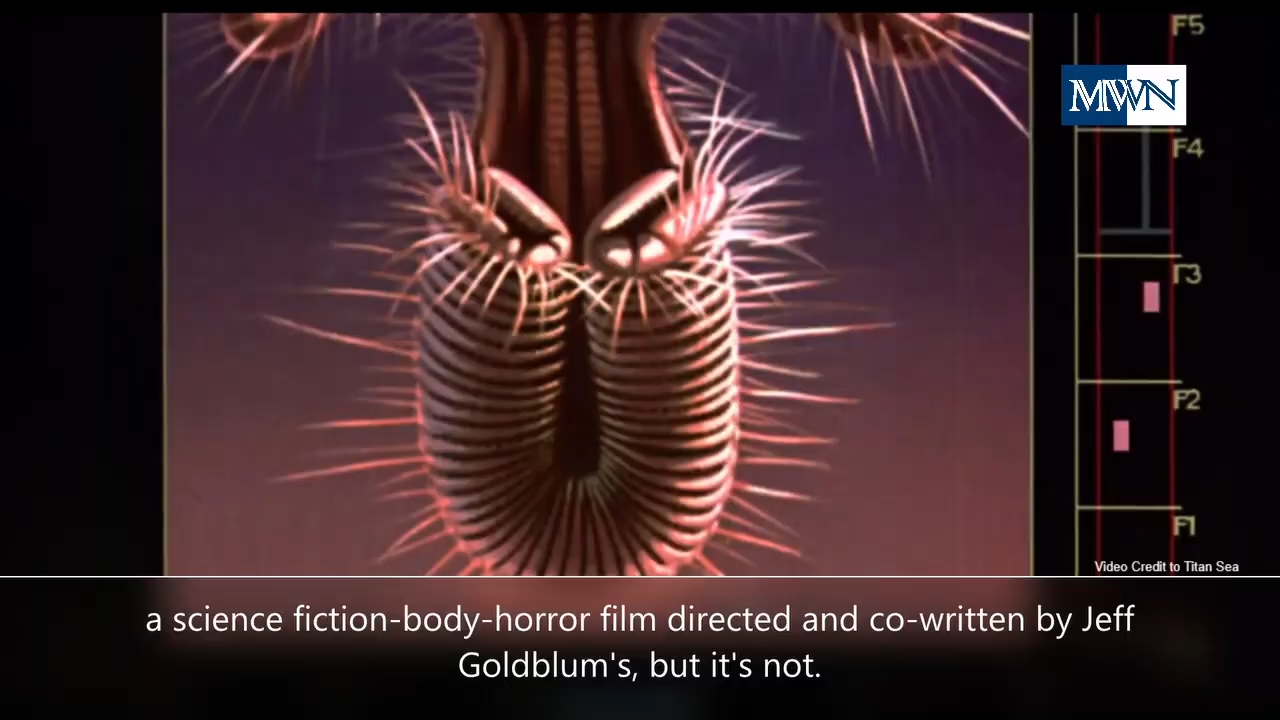 F5
MWN
F4
F3
F2
F1
Video Credit to Titan Sea
a science fiction-body-horror film directed and co-written by Jeff
Goldblum's, but it's not.